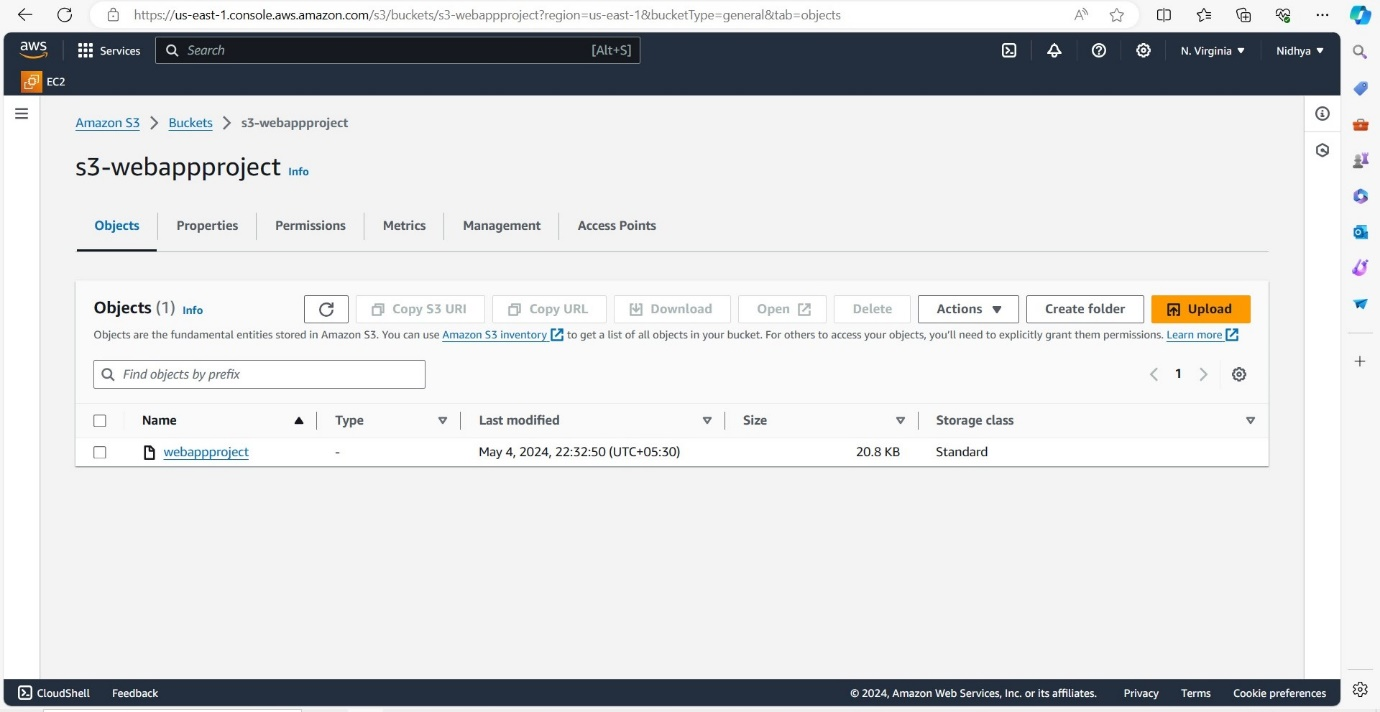 https://us-east-1.console.aws.amazon.com/s3/buckets/s3-webappproject?region=us-east-1&bucketType=general&tab=objects
aws Services Search [Alt+S] N. Virginia Nidhya
EC2
Amazon S3 > Buckets > s3-webappproject
s3-webappproject Info
Objects Properties Permissions Metrics Management Access Points
Objects (1) Info Copy S3 URI Copy URL Download Open Delete Actions Create folder Upload
Objects are the fundamental entities stored in Amazon S3. You can use Amazon S3 inventory to get a list of all objects in your bucket. For others to access your objects, you'll need to explicitly grant them permissions. Learn more
Find objects by prefix 1
Name Type Last modified Size Storage class
webappproject - May 4, 2024, 22:32:50 (UTC+05:30) 20.8 KB Standard
CloudShell Feedback © 2024, Amazon Web Services, Inc. or its affiliates. Privacy Terms Cookie preferences